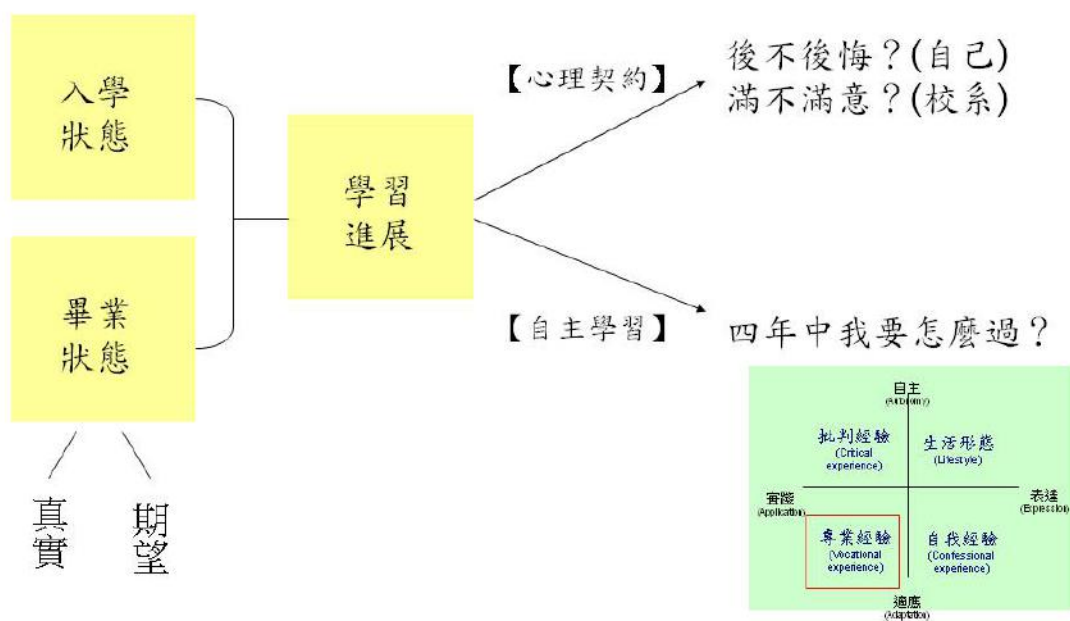 入學
狀態
畢業
狀態
真實
期望
學習
進展
【心理契約】
後不後悔？(自己)
滿不滿意？(校系)
【自主學習】
四年中我要怎麼過？
自主
(Autonomy)
批判經驗
(Critical
experience)
生活形態
(Lifestyle)
實踐
(Application)
表達
(Expression)
專業經驗
(Vocational
experience)
自我經驗
(Confessional
experience)
適應
(Adaptation)